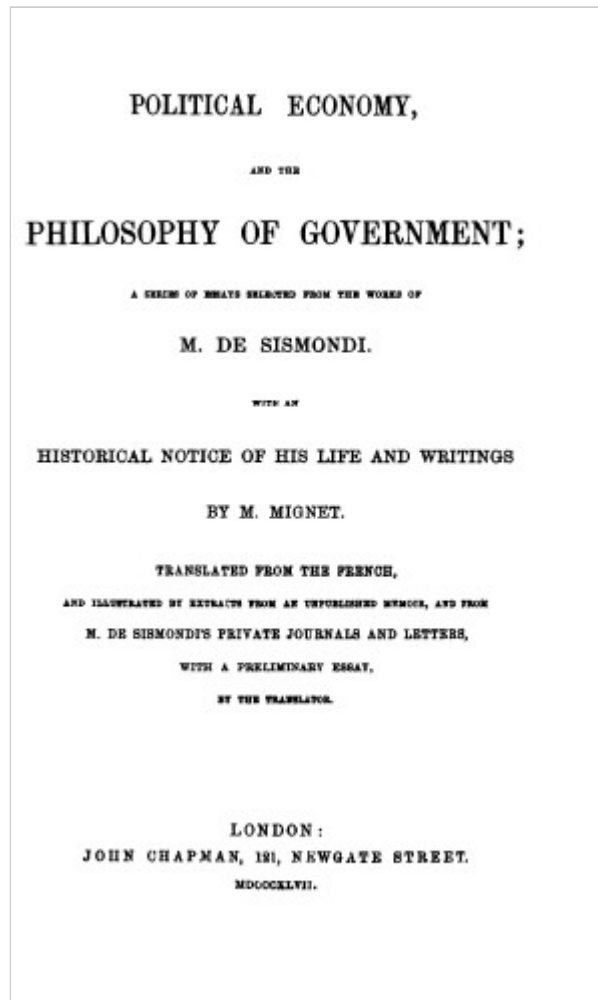 POLITICAL ECONOMY,
AND THE
PHILOSOPHY OF GOVERNMENT;
A SERIES OF ESSAYS SELECTED FROM THE WORKS OF
M. DE SISMONDI.
WITH AN
HISTORICAL NOTICE OF HIS LIFE AND WRITINGS
BY M. MIGNET.
TRANSLATED FROM THE FRENCH,
AND ILLUSTRATED BY EXTRACTS FROM AN UNPUBLISHED MEMOIR, AND FROM
M. DE SISMONDI'S PRIVATE JOURNALS AND LETTERS,
WITH A PRELIMINARY ESSAY,
BY THE TRANSLATOR.
LONDON:
JOHN CHAPMAN, 121, NEWGATE STREET.
MDCCCXLVII.